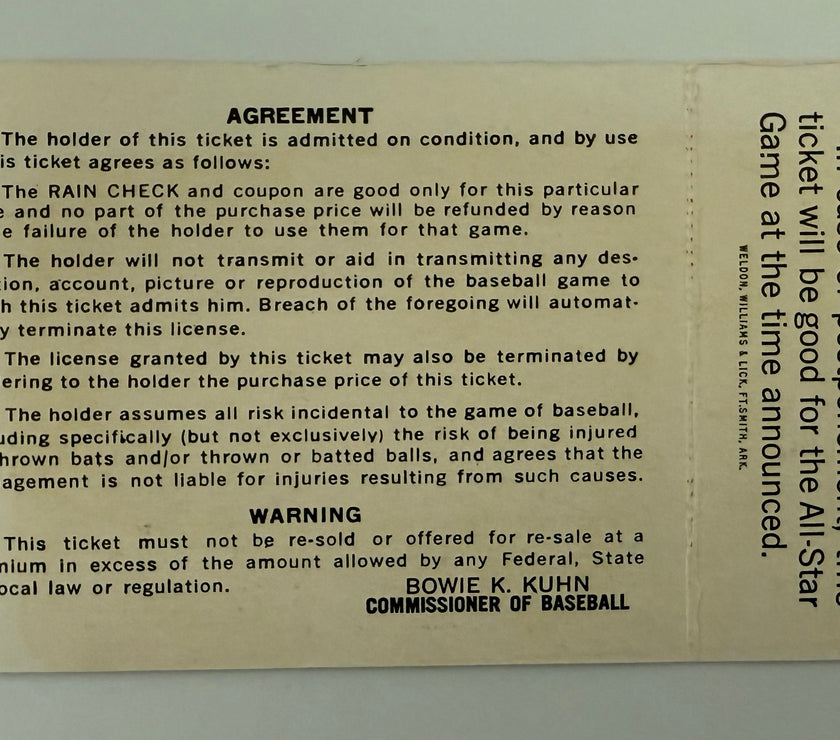 AGREEMENT
The holder of this ticket is admitted on condition, and by use
is ticket agrees as follows:
The RAIN CHECK and coupon are good only for this particular
e and no part of the purchase price will be refunded by reason
e failure of the holder to use them for that game.
The holder will not transmit or aid in transmitting any des-
tion, account, picture or reproduction of the baseball game to
h this ticket admits him. Breach of the foregoing will automat-
y terminate this license.
The license granted by this ticket may also be terminated by
ering to the holder the purchase price of this ticket.
The holder assumes all risk incidental to the game of baseball,
uding specifically (but not exclusively) the risk of being injured
hrown bats and/or thrown or batted balls, and agrees that the
agement is not liable for injuries resulting from such causes.
WARNING
This ticket must not be re-sold or offered for re-sale at a
mium in excess of the amount allowed by any Federal, State
ocal law or regulation.
BOWIE K. KUHN
COMMISSIONER OF BASEBALL
ticket will be good for the All-Star
Game at the time announced.
WELDON, WILLIAMS & LICK, FT. SMITH, ARK.